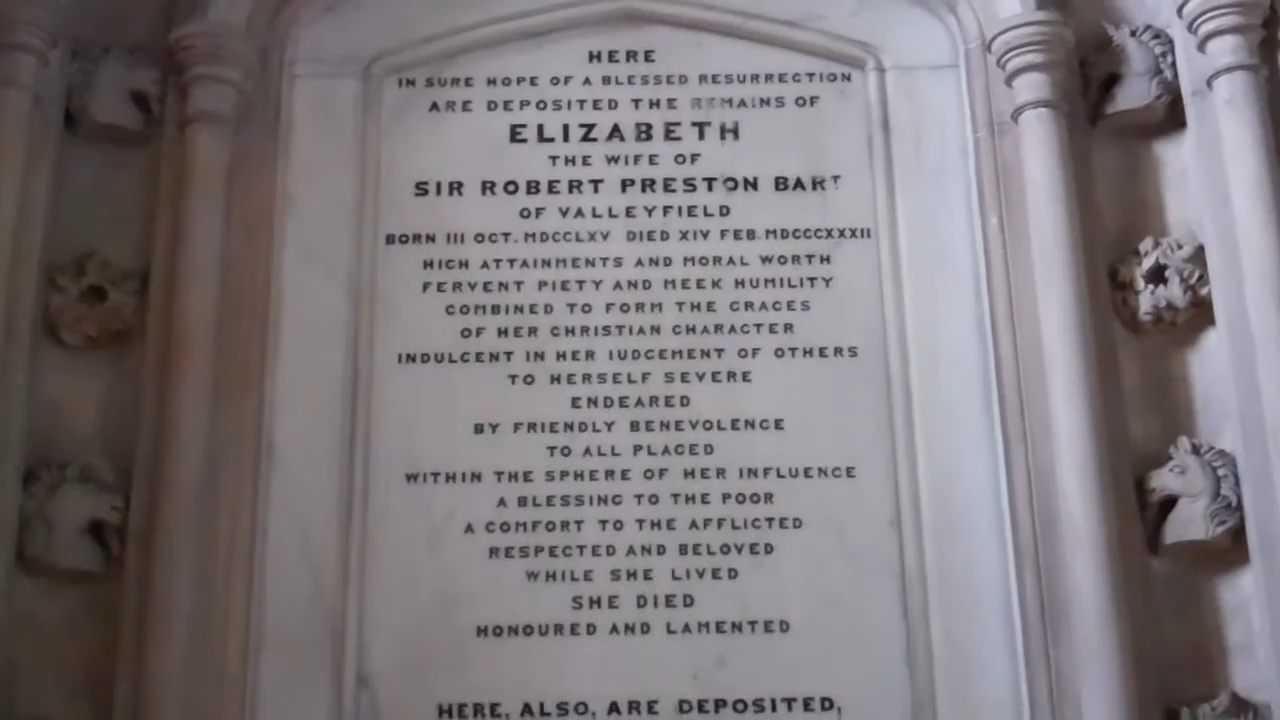 HERE
IN SURE HOPE OF A BLESSED RESURRECTION
ARE DEPOSITED THE REMAINS OF
ELIZABETH
THE WIFE OF
SIR ROBERT PRESTON BART
OF VALLEYFIELD
BORN III OCT. MDCCLXV DIED XIV FEB. MDCCCXXXII
HIGH ATTAINMENTS AND MORAL WORTH
FERVENT PIETY AND MEEK HUMILITY
COMBINED TO FORM THE GRACES
OF HER CHRISTIAN CHARACTER
INDULGENT IN HER IUDGEMENT OF OTHERS
TO HERSELF SEVERE
ENDEARED
BY FRIENDLY BENEVOLENCE
TO ALL PLACED
WITHIN THE SPHERE OF HER INFLUENCE
A BLESSING TO THE POOR
A COMFORT TO THE AFFLICTED
RESPECTED AND BELOVED
WHILE SHE LIVED
SHE DIED
HONOURED AND LAMENTED
HERE, ALSO, ARE DEPOSITED,